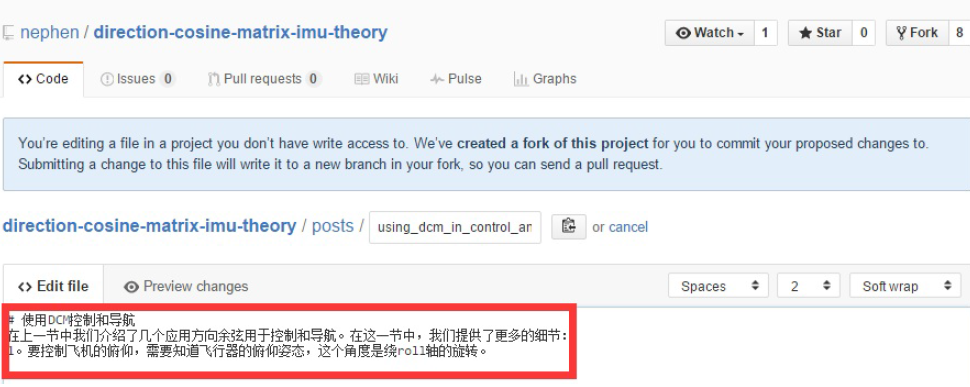 nephen / direction-cosine-matrix-imu-theory
Watch 1 Star 0 Fork 8
Code Issues 0 Pull requests 0 Wiki Pulse Graphs
You're editing a file in a project you don't have write access to. We've created a fork of this project for you to commit your proposed changes to.
Submitting a change to this file will write it to a new branch in your fork, so you can send a pull request.
direction-cosine-matrix-imu-theory / posts / using_dcm_in_control_an or cancel
Edit file Preview changes Spaces 2 Soft wrap
# 使用DCM控制和导航
在上一节中我们介绍了几个应用方向余弦用于控制和导航。在这一节中，我们提供了更多的细节：
1。要控制飞机的俯仰，需要知道飞行器的俯仰姿态，这个角度是绕roll轴的旋转。